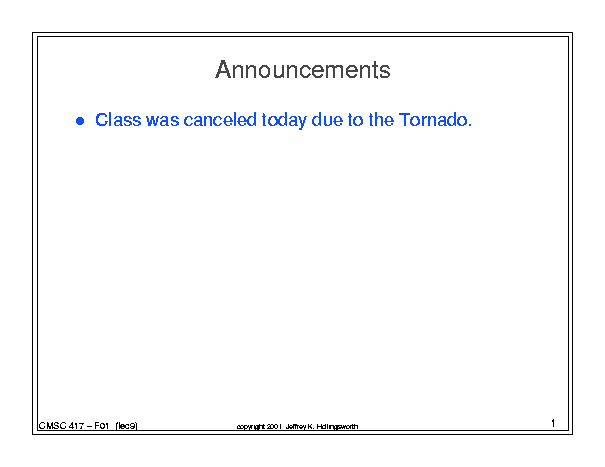 Announcements
● Class was canceled today due to the Tornado.
CMSC 417 – F01 (lec9)
copyright 2001 Jeffrey K. Hollingsworth
1